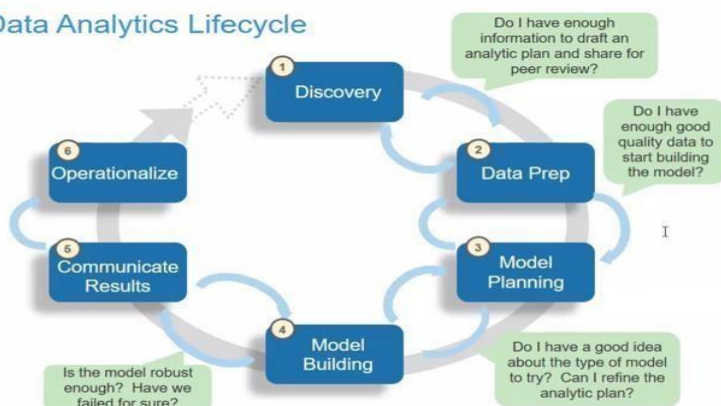 Data Analytics Lifecycle
Do I have enough
information to draft an
analytic plan and share for
peer review?
1
Discovery
Do I have
enough good
quality data to
start building
the model?
6
Operationalize
2
Data Prep
5
Communicate
Results
3
Model
Planning
4
Model
Building
Is the model robust
enough? Have we
failed for sure?
Do I have a good idea
about the type of model
to try? Can I refine the
analytic plan?